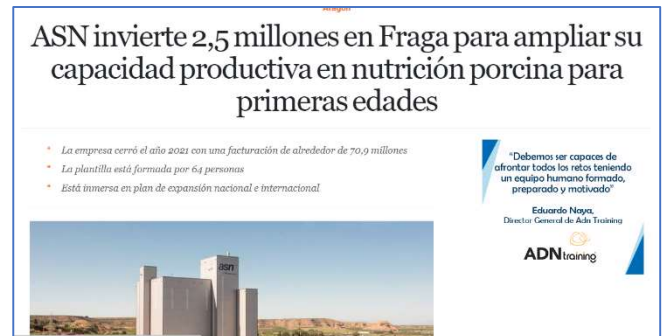 Aragón
ASN invierte 2,5 millones en Fraga para ampliar su
capacidad productiva en nutrición porcina para
primeras edades
La empresa cerró el año 2021 con una facturación de alrededor de 70,9 millones
La plantilla está formada por 64 personas
Está inmersa en plan de expansión nacional e internacional
"Debemos ser capaces de
afrontar todos los retos teniendo
un equipo humano formado,
preparado y motivado"
Eduardo Naya,
Director General de Adn Training
ADN training
asn